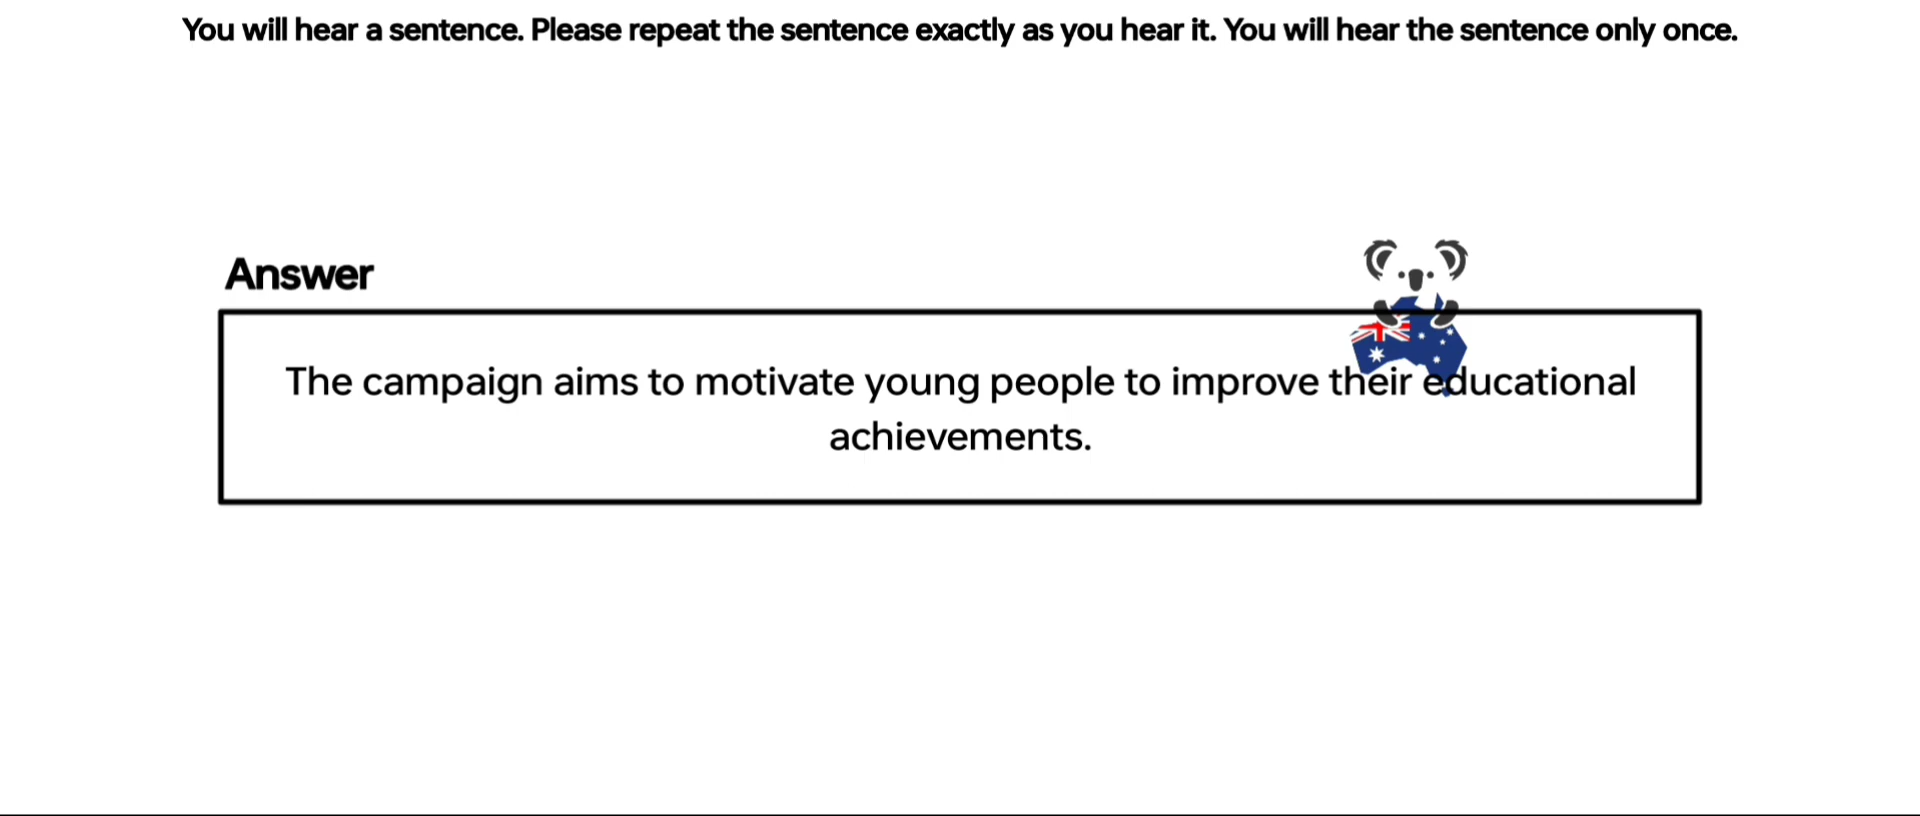 You will hear a sentence. Please repeat the sentence exactly as you hear it. You will hear the sentence only once.
Answer
The campaign aims to motivate young people to improve their educational
achievements.